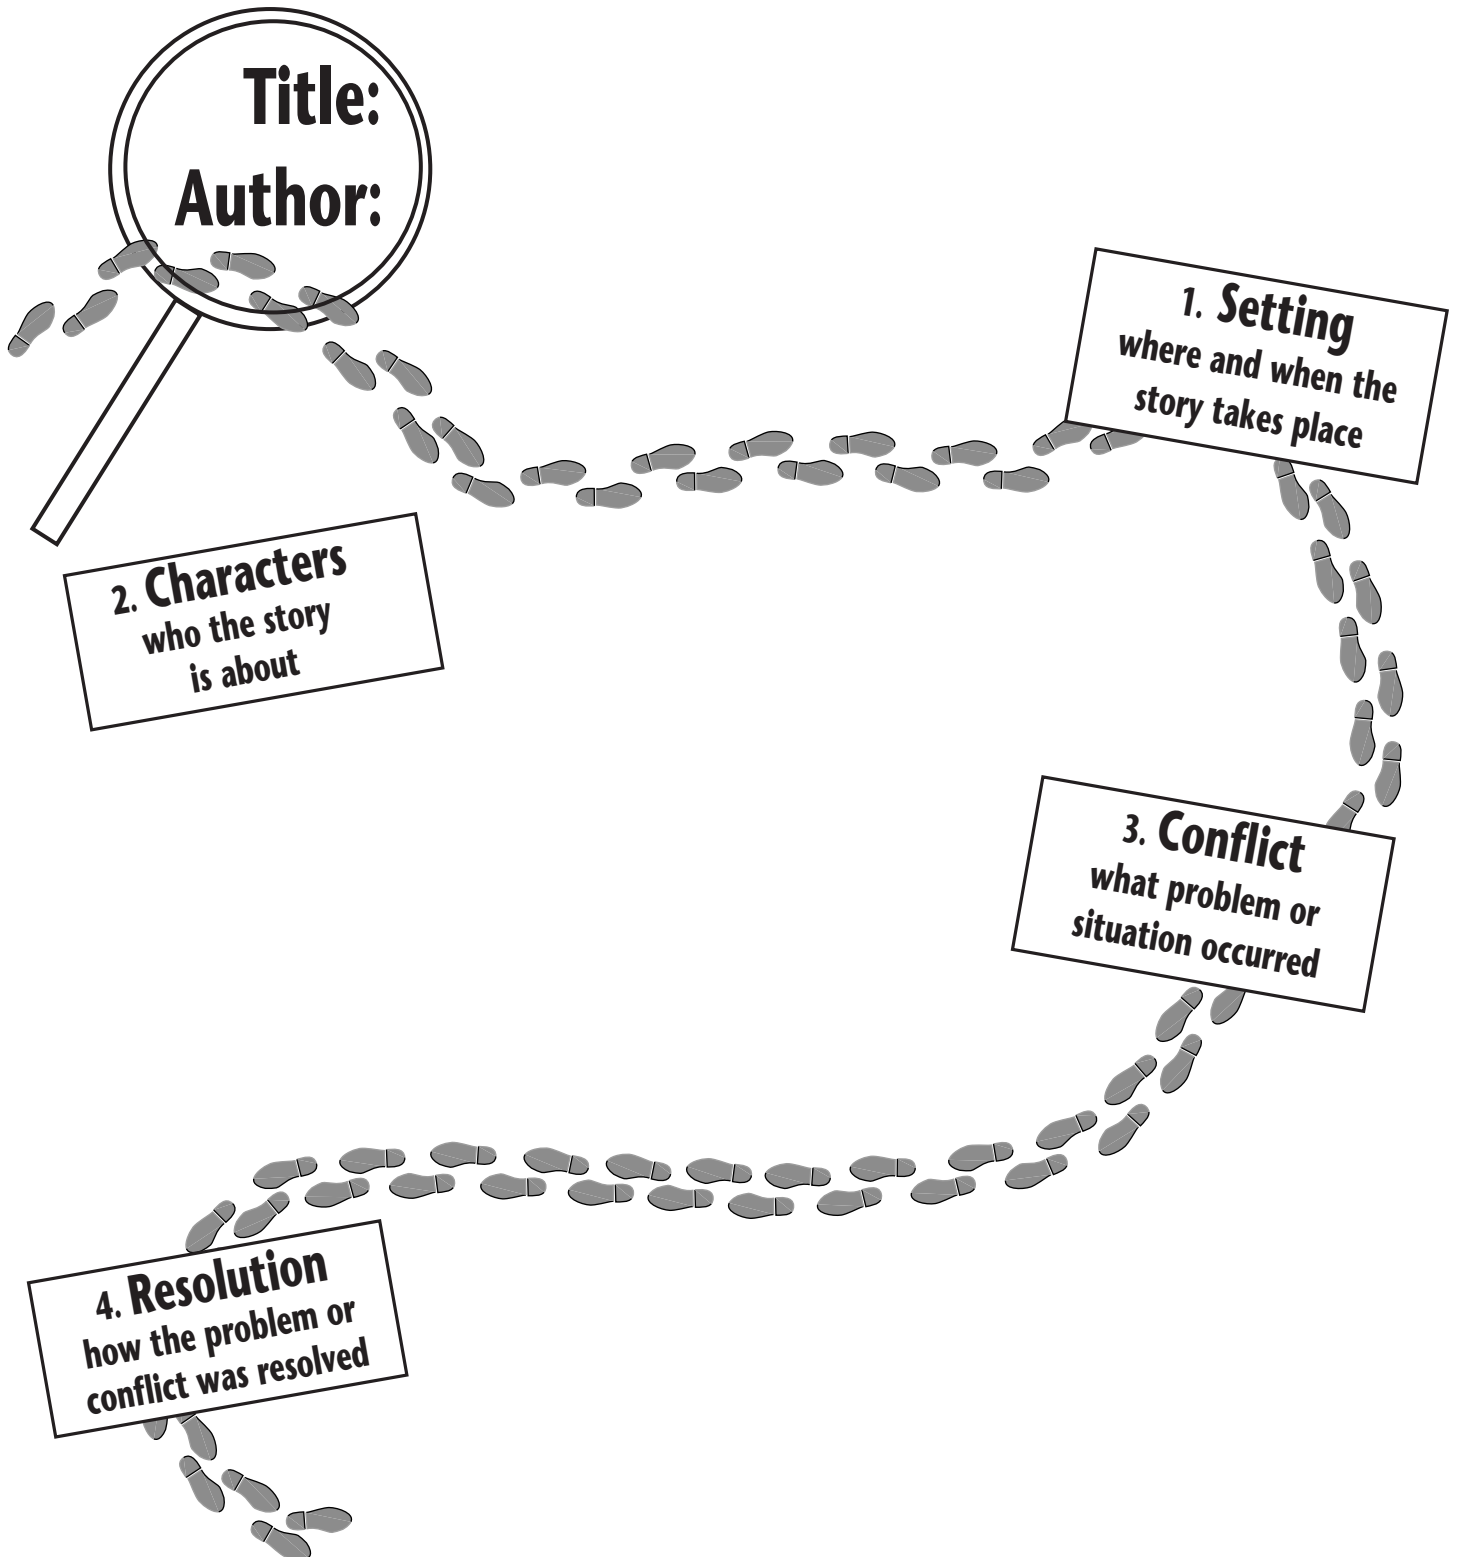 Title:
Author:
1. Setting
where and when the
story takes place
2. Characters
who the story
is about
3. Conflict
what problem or
situation occurred
4. Resolution
how the problem or
conflict was resolved